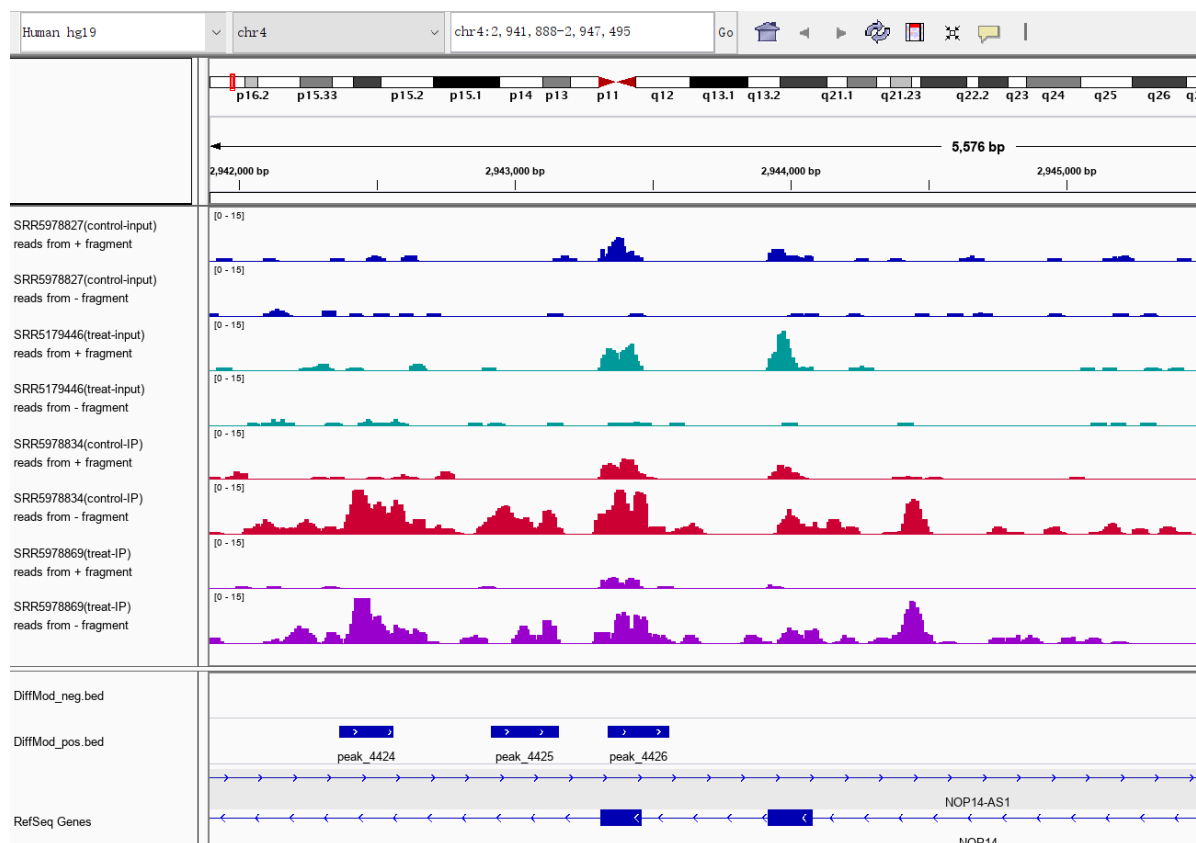 Human hg19 chr4 chr4:2,941,888-2,947,495 Go
p16.2 p15.33 p15.2 p15.1 p14 p13 p11 q12 q13.1 q13.2 q21.1 q21.23 q22.2 q23 q24 q25 q26
5,576 bp
2,942,000 bp 2,943,000 bp 2,944,000 bp 2,945,000 bp
SRR5978827(control-input)
reads from + fragment
[0 - 15]
SRR5978827(control-input)
reads from - fragment
[0 - 15]
SRR5179446(treat-input)
reads from + fragment
[0 - 15]
SRR5179446(treat-input)
reads from - fragment
[0 - 15]
SRR5978834(control-IP)
reads from + fragment
[0 - 15]
SRR5978834(control-IP)
reads from - fragment
[0 - 15]
SRR5978869(treat-IP)
reads from + fragment
[0 - 15]
SRR5978869(treat-IP)
reads from - fragment
[0 - 15]
DiffMod_neg.bed
DiffMod_pos.bed
peak_4424 peak_4425 peak_4426
NOP14-AS1
RefSeq Genes
NOP14